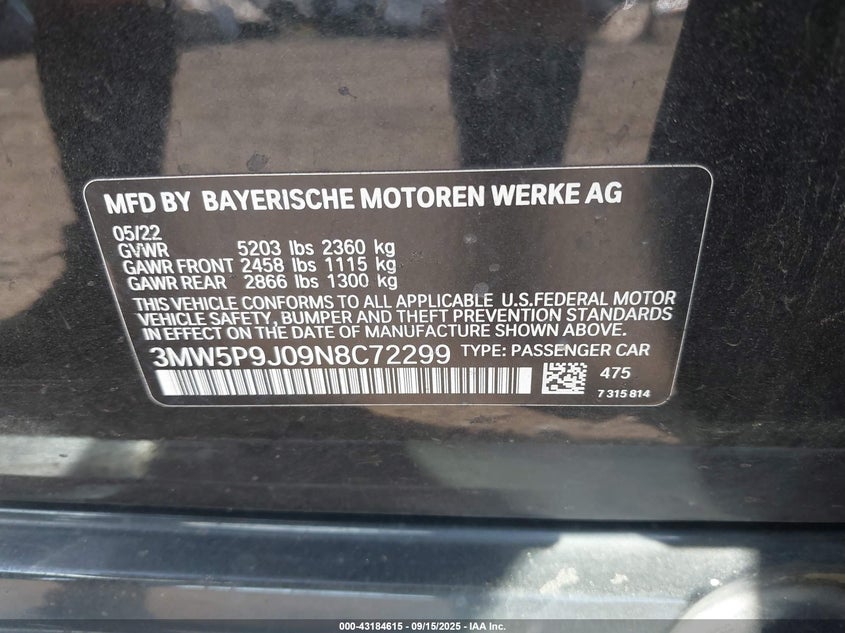 MFD BY BAYERISCHE MOTOREN WERKE AG
05/22
GVWR 5203 lbs 2360 kg
GAWR FRONT 2458 lbs 1115 kg
GAWR REAR 2866 lbs 1300 kg
THIS VEHICLE CONFORMS TO ALL APPLICABLE U.S.FEDERAL MOTOR
VEHICLE SAFETY, BUMPER AND THEFT PREVENTION STANDARDS
IN EFFECT ON THE DATE OF MANUFACTURE SHOWN ABOVE.
3MW5P9J09N8C72299 TYPE: PASSENGER CAR
475
7 315 814
000-43184615 - 09/15/2025 - IAA Inc.